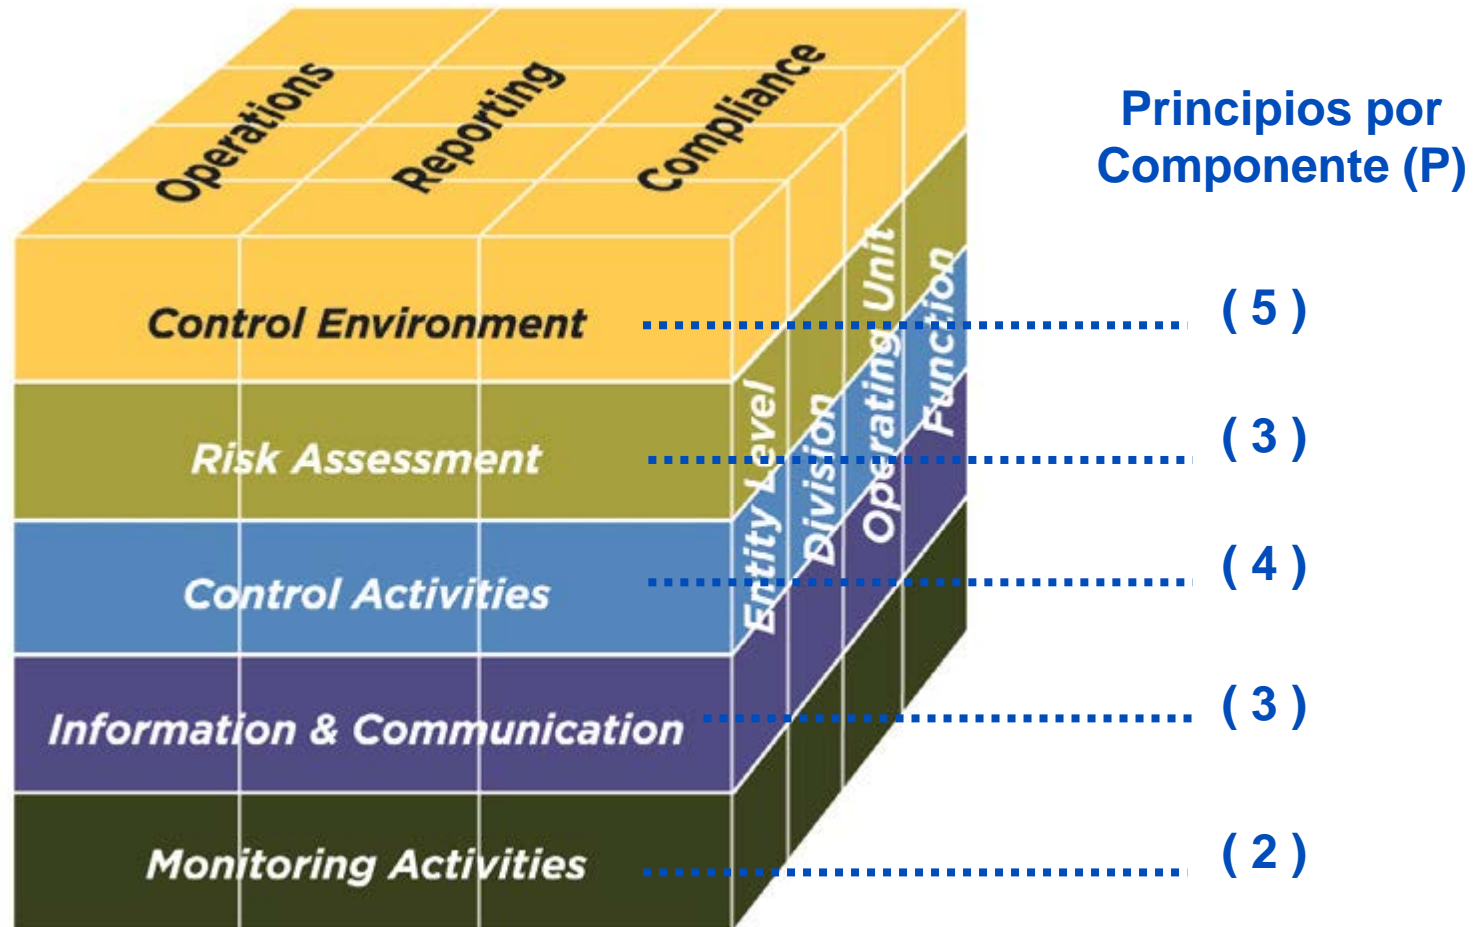 Operations
Reporting
Compliance
Principios por
Componente (P)
Control Environment
( 5 )
Risk Assessment
( 3 )
Control Activities
( 4 )
Information & Communication
( 3 )
Monitoring Activities
( 2 )
Entity Level
Division
Operating Unit
Function